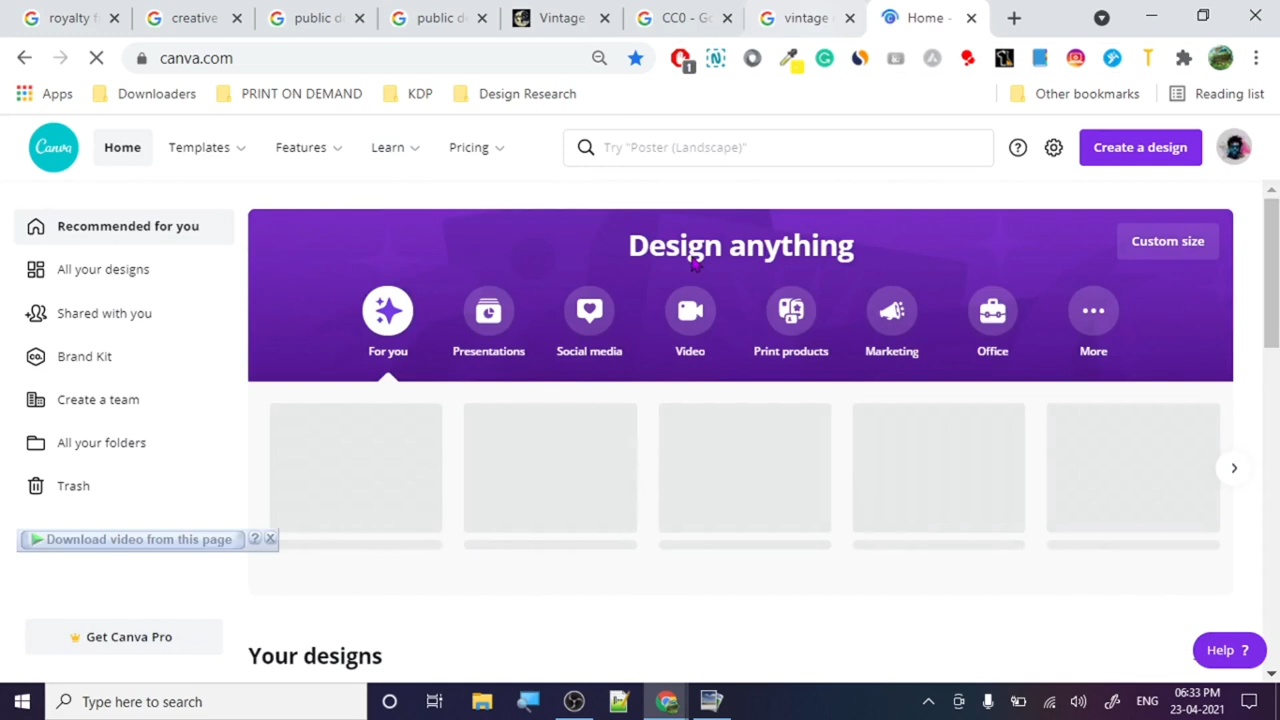 royalty f
creative
public d
public d
Vintage
CC0 - Go
vintage
Home -
canva.com
1
Apps
Downloaders
PRINT ON DEMAND
KDP
Design Research
Other bookmarks
Reading list
Canva
Home
Templates
Features
Learn
Pricing
Try "Poster (Landscape)"
Create a design
Recommended for you
All your designs
Shared with you
Brand Kit
Create a team
All your folders
Trash
Design anything
Custom size
For you
Presentations
Social media
Video
Print products
Marketing
Office
More
Download video from this page
Get Canva Pro
Your designs
Help ?
Type here to search
ENG
06:33 PM
23-04-2021